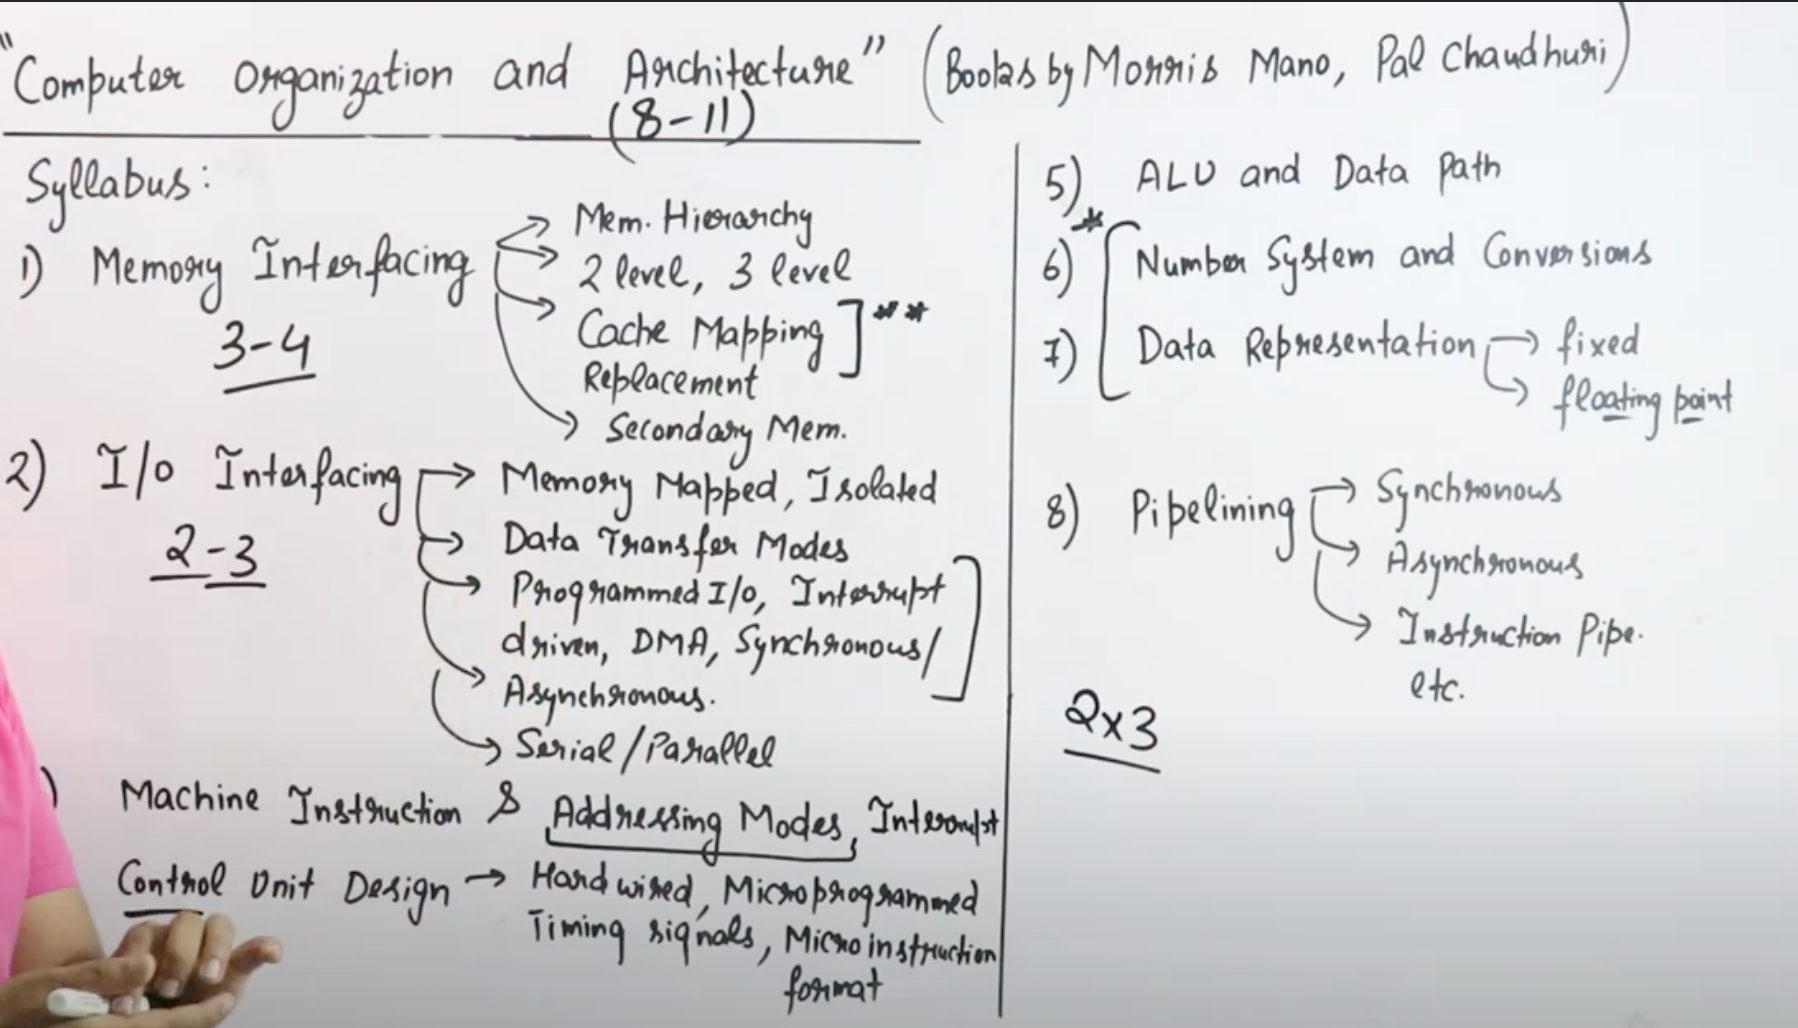 "Computer Organization and Architecture" (Books by Morris Mano, Pal Chaudhuri)
(8-11)
Syllabus:
1) Memory Interfacing
3-4
→ Mem. Hierarchy
→ 2 level, 3 level
→ Cache Mapping ] **
Replacement
→ Secondary Mem.
2) I/O Interfacing
2-3
→ Memory Mapped, Isolated
→ Data Transfer Modes
→ Programmed I/O, Interrupt
driven, DMA, Synchronous/
→ Asynchronous.
→ Serial/Parallel
) Machine Instruction & Addressing Modes, Interrupt
Control Unit Design → Hardwired, Microprogrammed
Timing signals, Microinstruction
format
5) ALU and Data Path
*
6) Number System and Conversions
7) Data Representation → fixed
→ floating point
8) Pipelining → Synchronous
→ Asynchronous
→ Instruction Pipe.
etc.
2x3